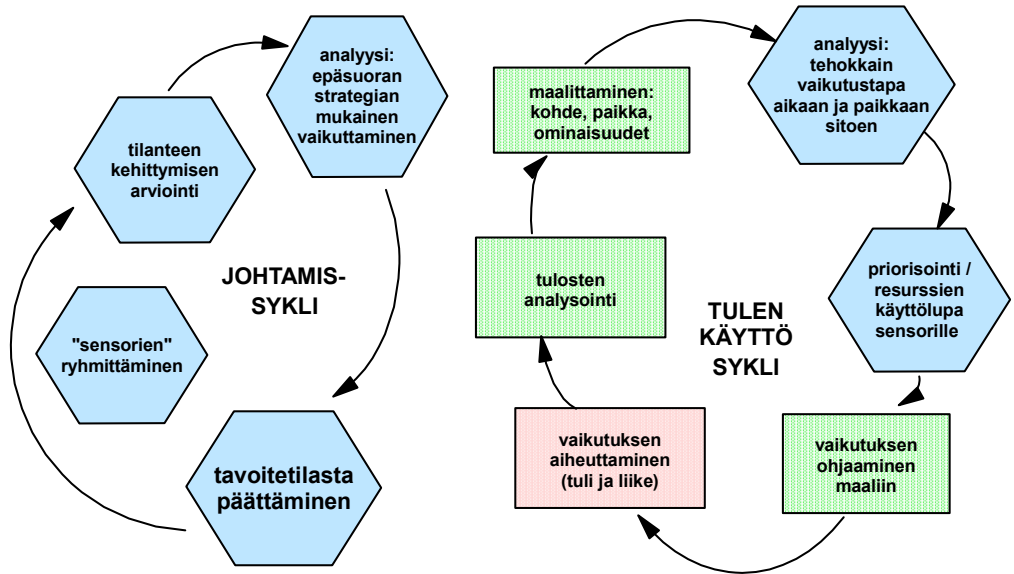 analyysi:
epäsuoran
strategian
mukainen
vaikuttaminen
tilanteen
kehittymisen
arviointi
JOHTAMIS-
SYKLI
"sensorien"
ryhmittäminen
tavoitetilasta
päättäminen
maalittaminen:
kohde, paikka,
ominaisuudet
analyysi:
tehokkain
vaikutustapa
aikaan ja paikkaan
sitoen
tulosten
analysointi
TULEN
KÄYTTÖ
SYKLI
priorisointi /
resurssien
käyttölupa
sensorille
vaikutuksen
aiheuttaminen
(tuli ja liike)
vaikutuksen
ohjaaminen
maaliin